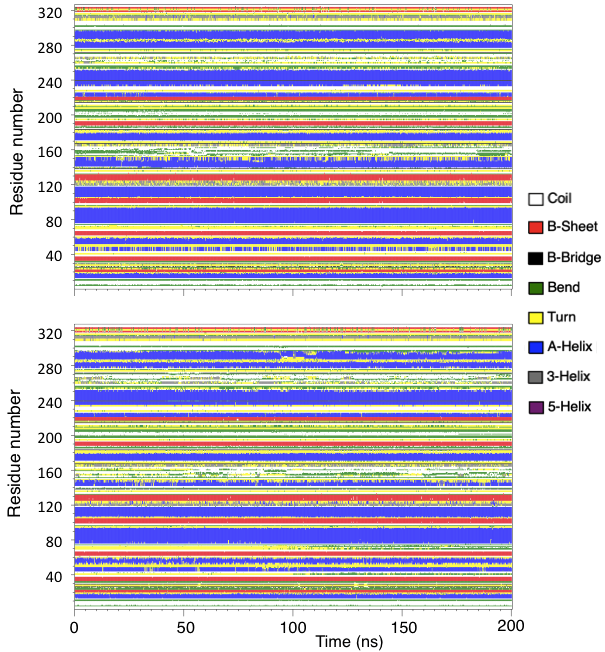 320
280
240
200
160
120
80
40
Residue number
Coil
B-Sheet
B-Bridge
Bend
Turn
A-Helix
3-Helix
5-Helix
320
280
240
200
160
120
80
40
Residue number
0 50 100 150 200
Time (ns)